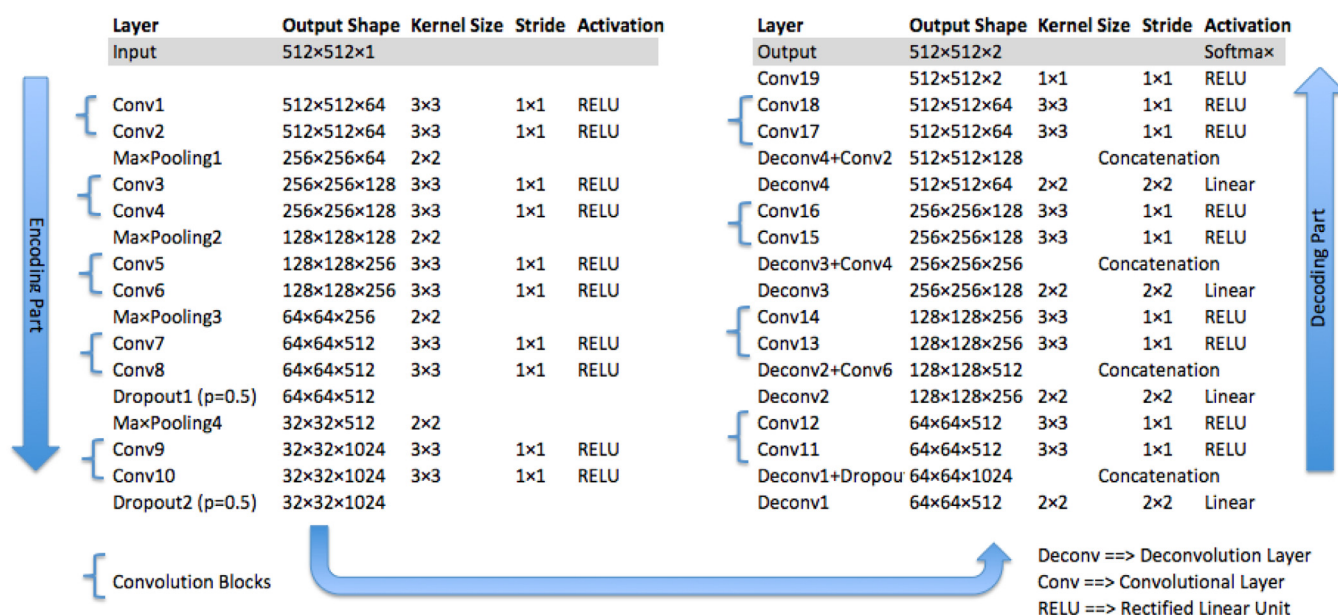 Layer Output Shape Kernel Size Stride Activation
Input 512×512×1
Conv1 512×512×64 3×3 1×1 RELU
Conv2 512×512×64 3×3 1×1 RELU
Ma×Pooling1 256×256×64 2×2
Conv3 256×256×128 3×3 1×1 RELU
Conv4 256×256×128 3×3 1×1 RELU
Ma×Pooling2 128×128×128 2×2
Conv5 128×128×256 3×3 1×1 RELU
Conv6 128×128×256 3×3 1×1 RELU
Ma×Pooling3 64×64×256 2×2
Conv7 64×64×512 3×3 1×1 RELU
Conv8 64×64×512 3×3 1×1 RELU
Dropout1 (p=0.5) 64×64×512
Ma×Pooling4 32×32×512 2×2
Conv9 32×32×1024 3×3 1×1 RELU
Conv10 32×32×1024 3×3 1×1 RELU
Dropout2 (p=0.5) 32×32×1024
Encoding Part
Convolution Blocks
Layer Output Shape Kernel Size Stride Activation
Output 512×512×2 Softma×
Conv19 512×512×2 1×1 1×1 RELU
Conv18 512×512×64 3×3 1×1 RELU
Conv17 512×512×64 3×3 1×1 RELU
Deconv4+Conv2 512×512×128 Concatenation
Deconv4 512×512×64 2×2 2×2 Linear
Conv16 256×256×128 3×3 1×1 RELU
Conv15 256×256×128 3×3 1×1 RELU
Deconv3+Conv4 256×256×256 Concatenation
Deconv3 256×256×128 2×2 2×2 Linear
Conv14 128×128×256 3×3 1×1 RELU
Conv13 128×128×256 3×3 1×1 RELU
Deconv2+Conv6 128×128×512 Concatenation
Deconv2 128×128×256 2×2 2×2 Linear
Conv12 64×64×512 3×3 1×1 RELU
Conv11 64×64×512 3×3 1×1 RELU
Deconv1+Dropou 64×64×1024 Concatenation
Deconv1 64×64×512 2×2 2×2 Linear
Decoding Part
Deconv ==> Deconvolution Layer
Conv ==> Convolutional Layer
RELU ==> Rectified Linear Unit